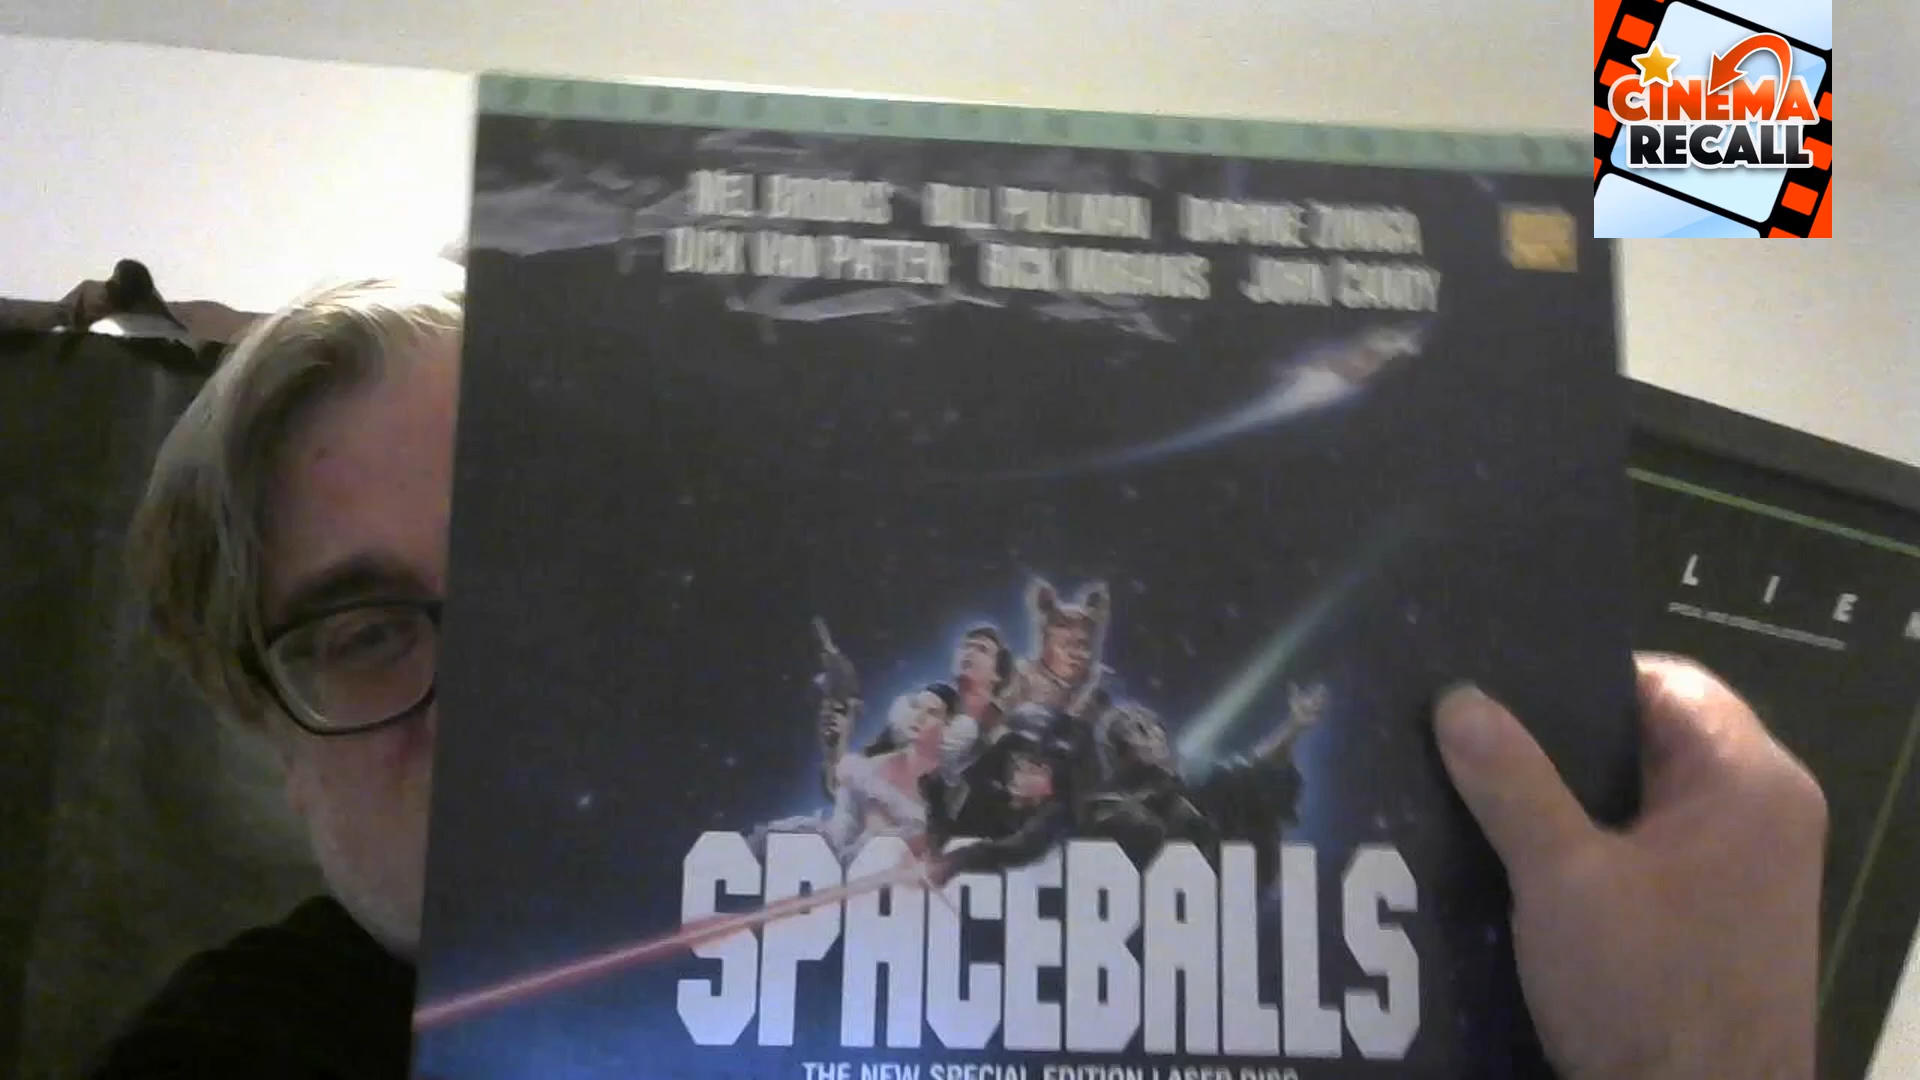 CINEMA
RECALL
MEL BROOKS BILL PULLMAN DAPHNE ZUNIGA
DICK VAN PATTEN RICK MORANIS JOHN CANDY
L I E N
SPACEBALLS
THE NEW SPECIAL EDITION LASER DISC